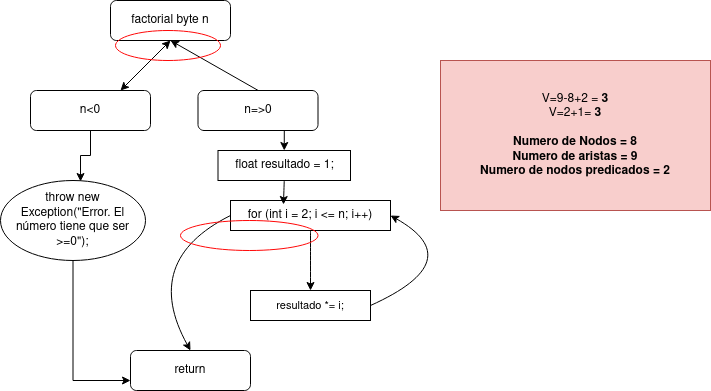 factorial byte n
n<0
n=>0
V=9-8+2 = 3
V=2+1= 3
Numero de Nodos = 8
Numero de aristas = 9
Numero de nodos predicados = 2
float resultado = 1;
throw new
Exception("Error. El
número tiene que ser
>=0");
for (int i = 2; i <= n; i++)
resultado *= i;
return